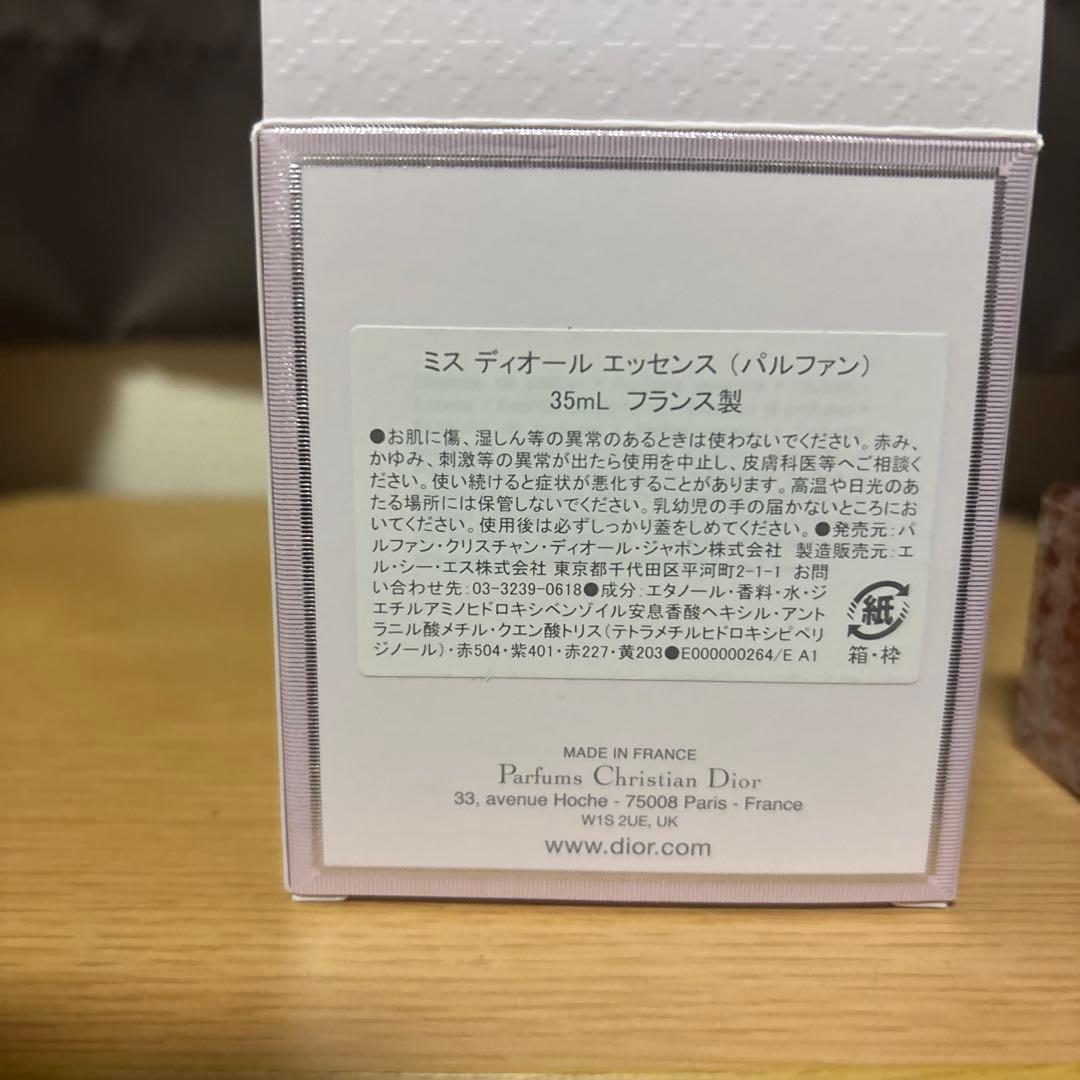 ミス ディオール エッセンス（パルファン）
35mL フランス製
●お肌に傷、湿しん等の異常のあるときは使わないでください。赤み、
かゆみ、刺激等の異常が出たら使用を中止し、皮膚科医等へご相談く
ださい。使い続けると症状が悪化することがあります。高温や日光のあ
たる場所には保管しないでください。乳幼児の手の届かないところにお
いてください。使用後は必ずしっかり蓋をしめてください。●発売元：パ
ルファン・クリスチャン・ディオール・ジャポン株式会社 製造販売元：エ
ル・シー・エス株式会社 東京都千代田区平河町2-1-1 お問
い合わせ先：03-3239-0618●成分：エタノール・香料・水・ジ
エチルアミノヒドロキシベンゾイル安息香酸ヘキシル・アント
ラニル酸メチル・クエン酸トリス（テトラメチルヒドロキシピペリ
ジノール）・赤504・紫401・赤227・黄203●E000000264/E A1
紙
箱・枠
MADE IN FRANCE
Parfums Christian Dior
33, avenue Hoche - 75008 Paris - France
W1S 2UE, UK
www.dior.com